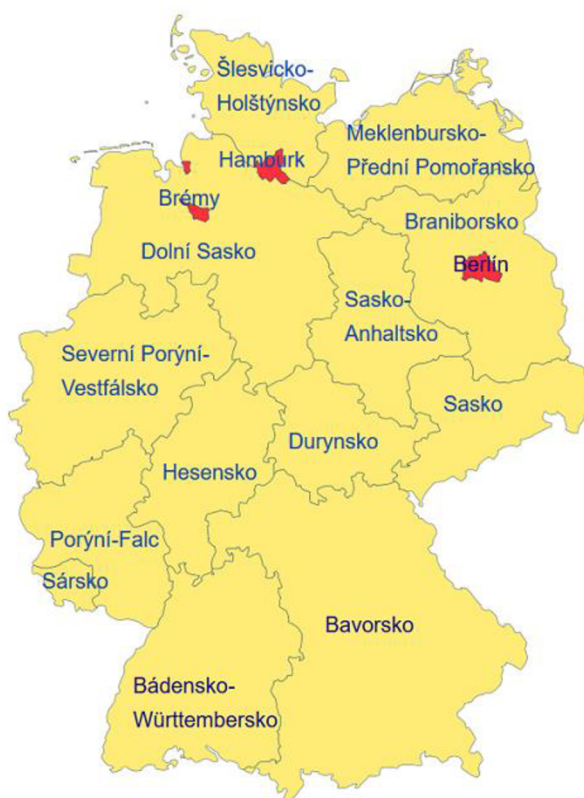 Šlesvicko-
Holštýnsko
Meklenbursko-
Přední Pomořansko
Hamburk
Brémy
Braniborsko
Dolní Sasko
Berlín
Sasko-
Anhaltsko
Severní Porýní-
Vestfálsko
Sasko
Durynsko
Hesensko
Porýní-Falc
Sársko
Bavorsko
Bádensko-
Württembersko